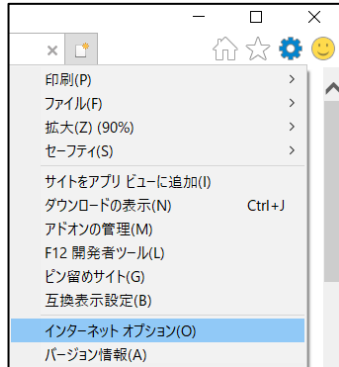 印刷(P)
ファイル(F)
拡大(Z) (90%)
セーフティ(S)
サイトをアプリ ビューに追加(I)
ダウンロードの表示(N) Ctrl+J
アドオンの管理(M)
F12 開発者ツール(L)
ピン留めサイト(G)
互換表示設定(B)
インターネット オプション(O)
バージョン情報(A)